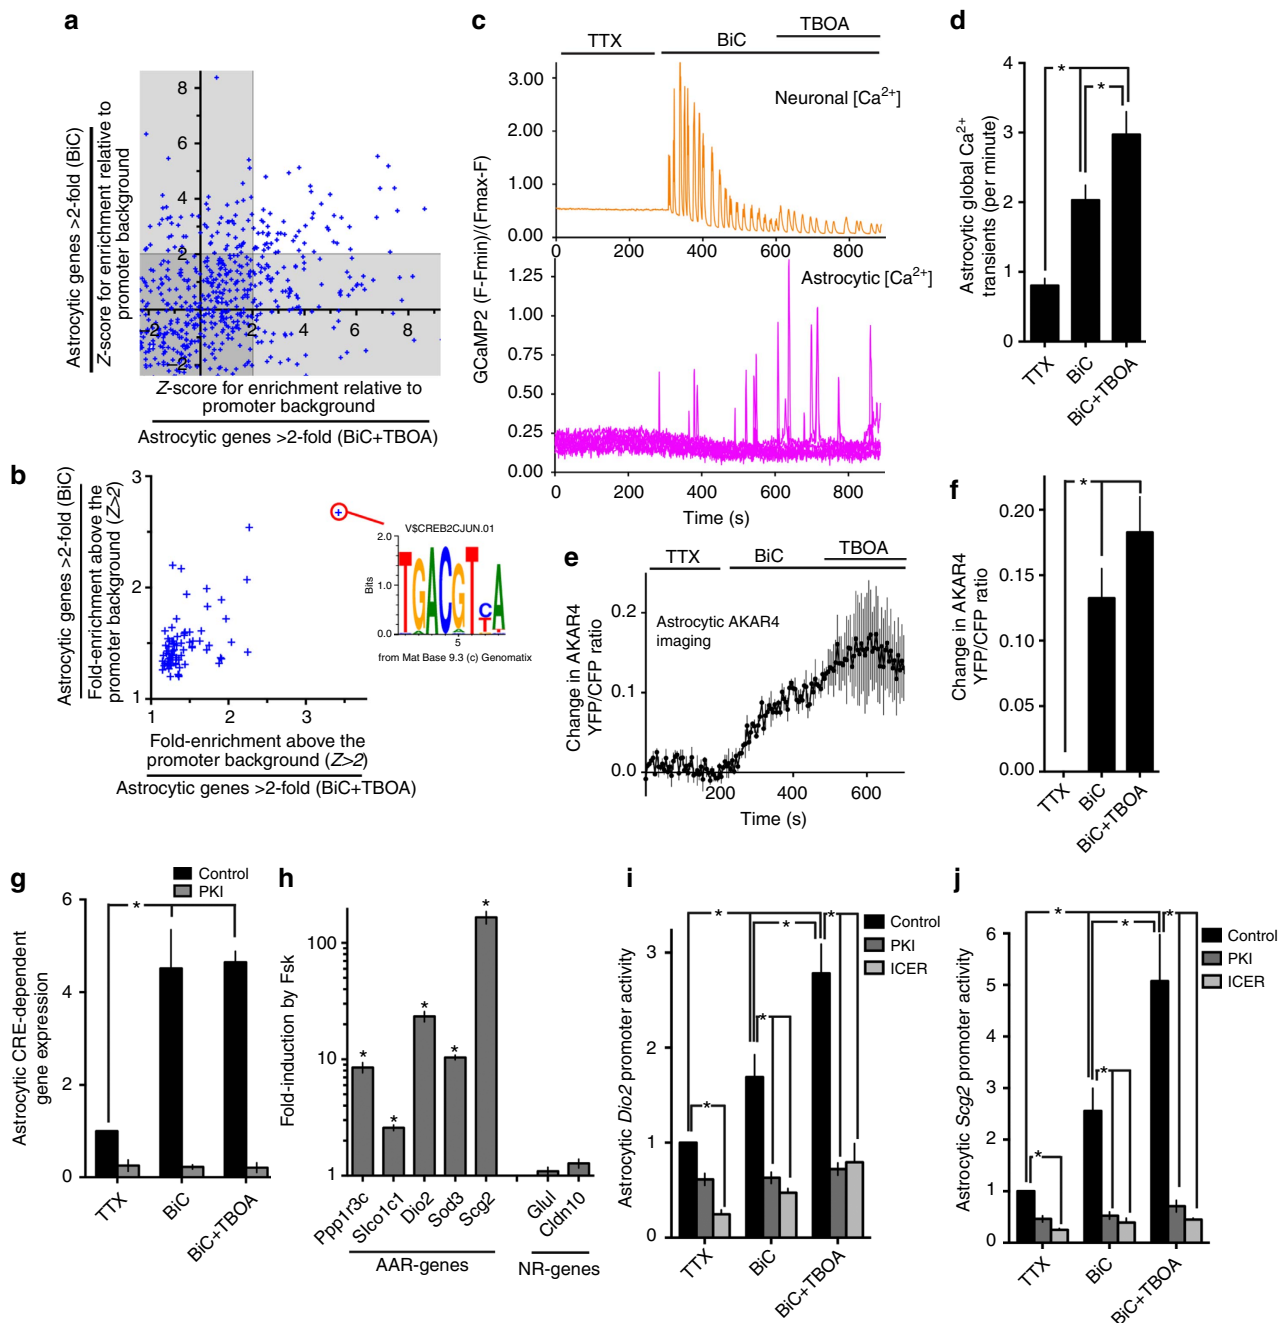 a
Astrocytic genes >2-fold (BiC)
Z-score for enrichment relative to
promoter background
8
6
4
2
2
-2
2
4
6
8
Z-score for enrichment relative to
promoter background
Astrocytic genes >2-fold (BiC+TBOA)
b
Astrocytic genes >2-fold (BiC)
Fold-enrichment above the
promoter background (Z>2)
3
2
1
1
2
3
Fold-enrichment above the
promoter background (Z>2)
Astrocytic genes >2-fold (BiC+TBOA)
V$CREB2CJUN.01
Bits
2.0
1.5
1.0
0.5
0.0
TGACGTCA
T
5
from Mat Base 9.3 (c) Genomatix
c
TTX
BiC
TBOA
GCaMP2 (F-Fmin)/(Fmax-F)
Neuronal [Ca2+]
3.00
2.00
1.00
0.00
0
200
400
600
800
Astrocytic [Ca2+]
1.25
1.00
0.75
0.50
0.25
0.00
0
200
400
600
800
Time (s)
d
Astrocytic global Ca2+
transients (per minute)
4
3
2
1
0
*
*
TTX
BiC
BiC+TBOA
e
TTX
BiC
TBOA
Astrocytic AKAR4
imaging
Change in AKAR4
YFP/CFP ratio
0.2
0.1
0.0
200
400
600
Time (s)
f
Change in AKAR4
YFP/CFP ratio
0.20
0.15
0.10
0.05
0.00
*
TTX
BiC
BiC+TBOA
g
Control
PKI
Astrocytic CRE-dependent
gene expression
6
4
2
0
*
TTX
BiC
BiC+TBOA
h
Fold-induction by Fsk
100
10
1
*
*
*
*
*
Ppp1r3c
Slco1c1
Dio2
Sod3
Scg2
Glul
Cldn10
AAR-genes
NR-genes
i
Astrocytic Dio2 promoter activity
3
2
1
0
*
*
*
*
*
Control
PKI
ICER
TTX
BiC
BiC+TBOA
j
Astrocytic Scg2 promoter activity
6
5
4
3
2
1
0
*
*
*
*
*
Control
PKI
ICER
TTX
BiC
BiC+TBOA